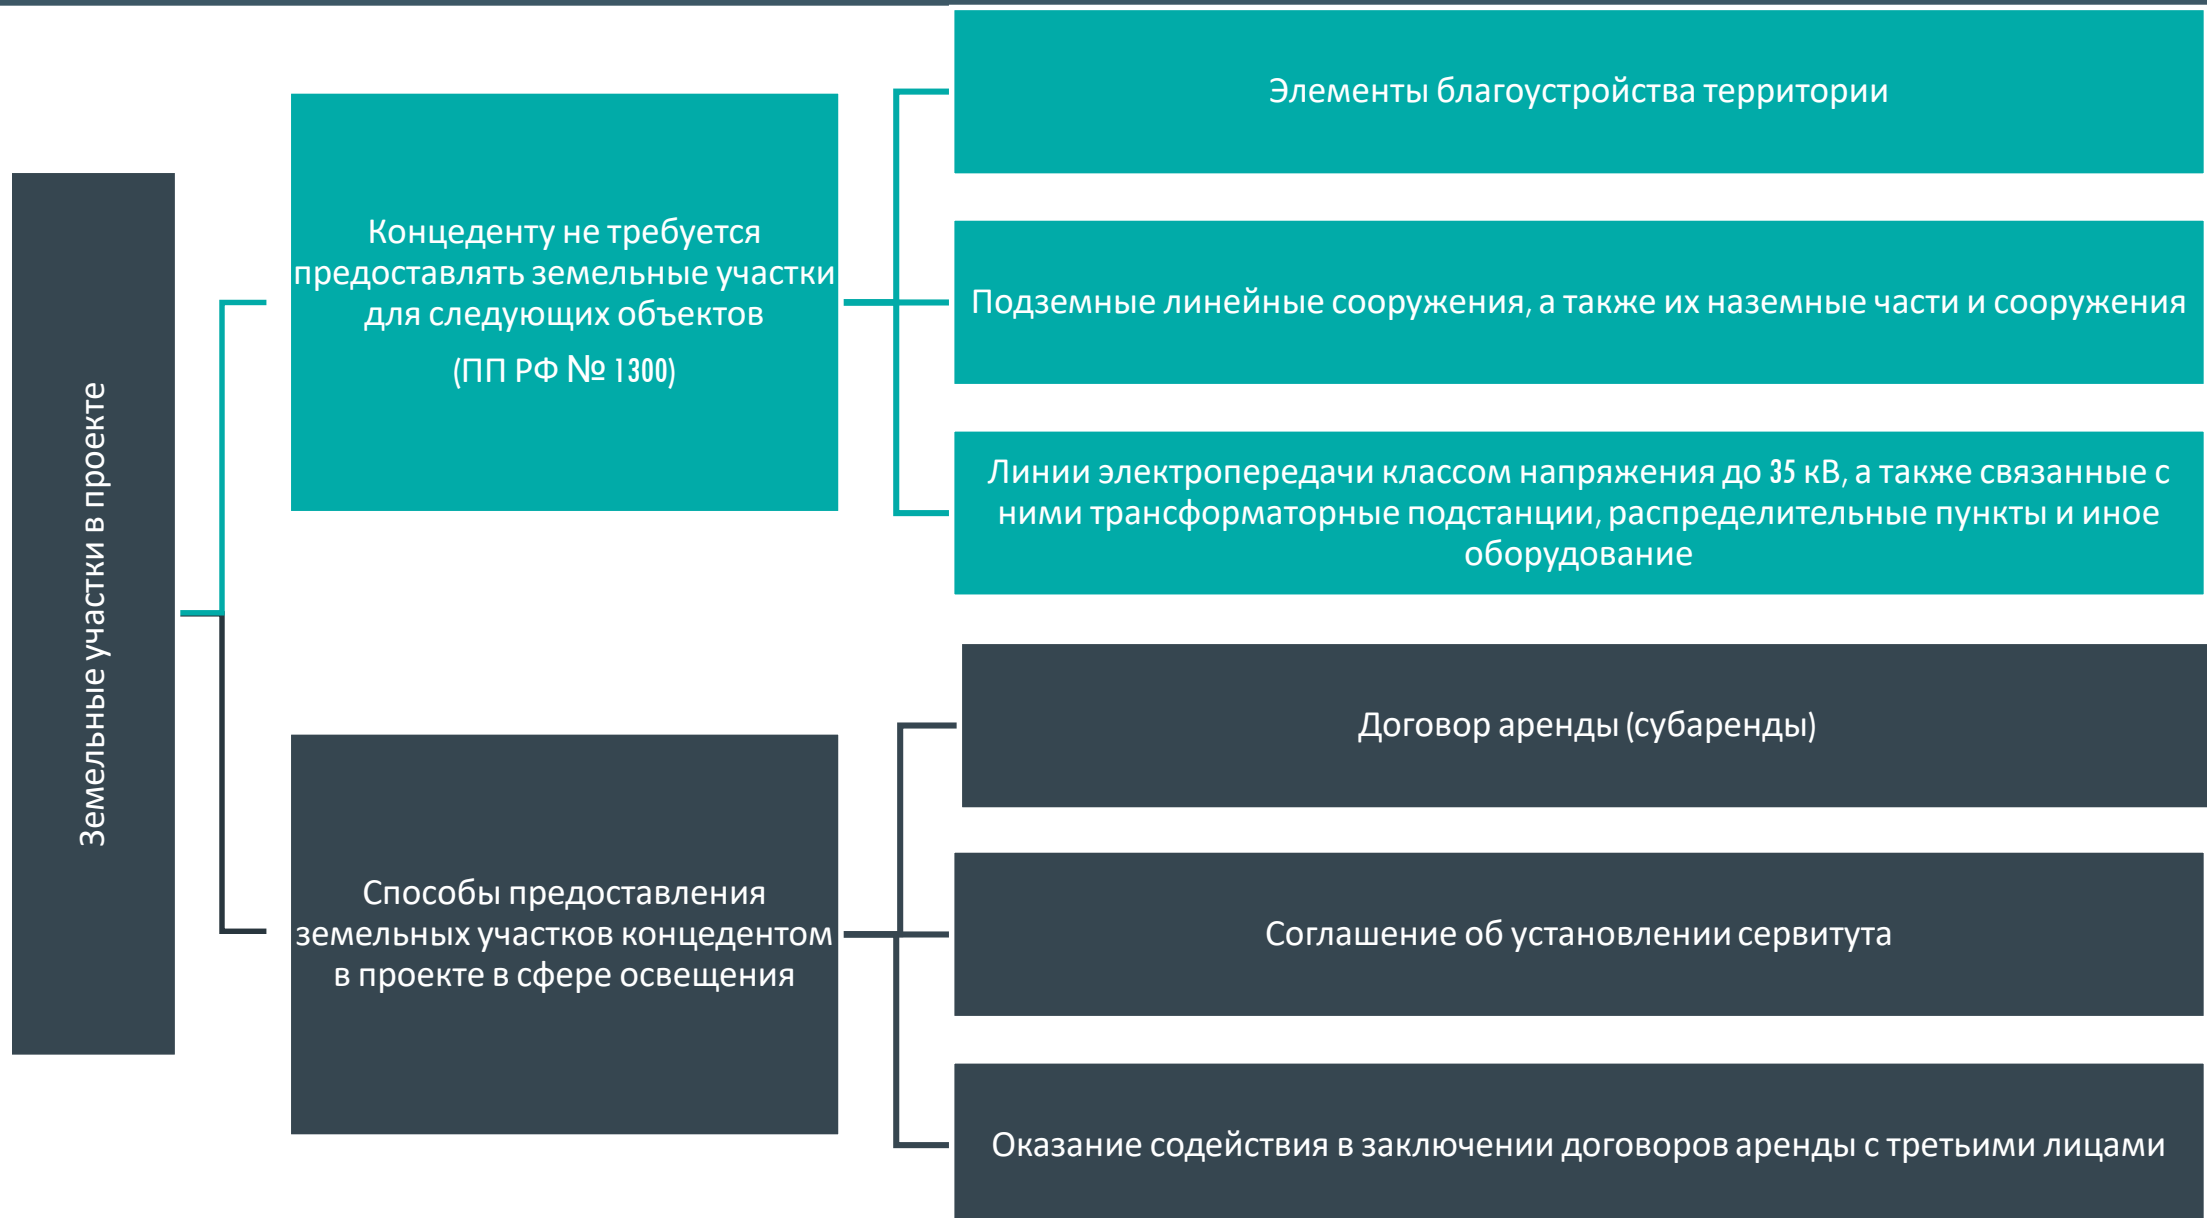 Земельные участки в проекте
Концеденту не требуется
предоставлять земельные участки
для следующих объектов
(ПП РФ № 1300)
Элементы благоустройства территории
Подземные линейные сооружения, а также их наземные части и сооружения
Линии электропередачи классом напряжения до 35 кВ, а также связанные с
ними трансформаторные подстанции, распределительные пункты и иное
оборудование
Способы предоставления
земельных участков концедентом
в проекте в сфере освещения
Договор аренды (субаренды)
Соглашение об установлении сервитута
Оказание содействия в заключении договоров аренды с третьими лицами